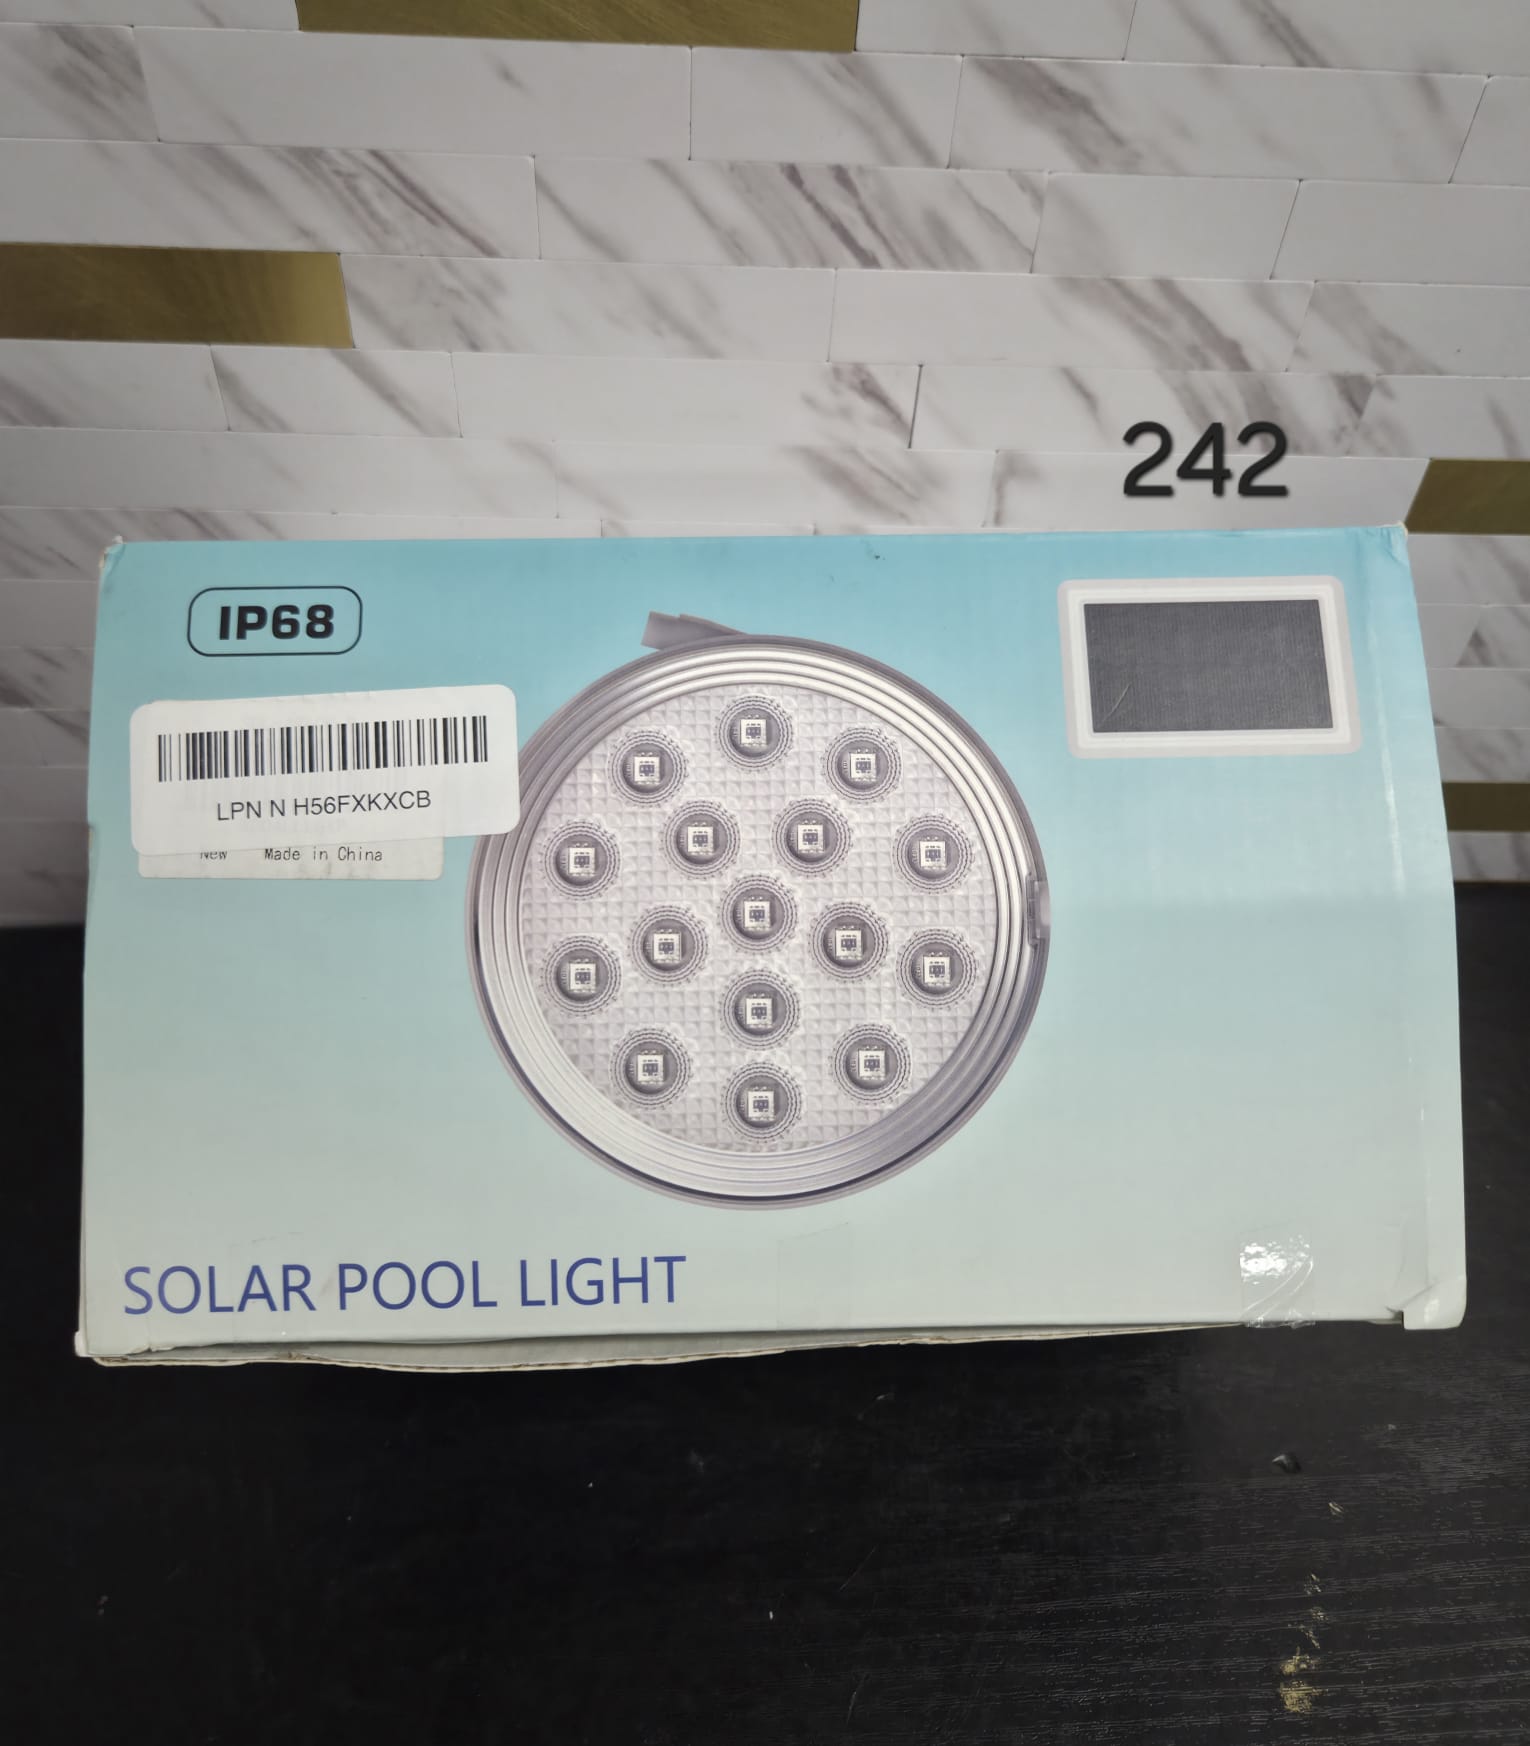 242
IP68
LPN N H56FXKXCB
New Made in China
SOLAR POOL LIGHT